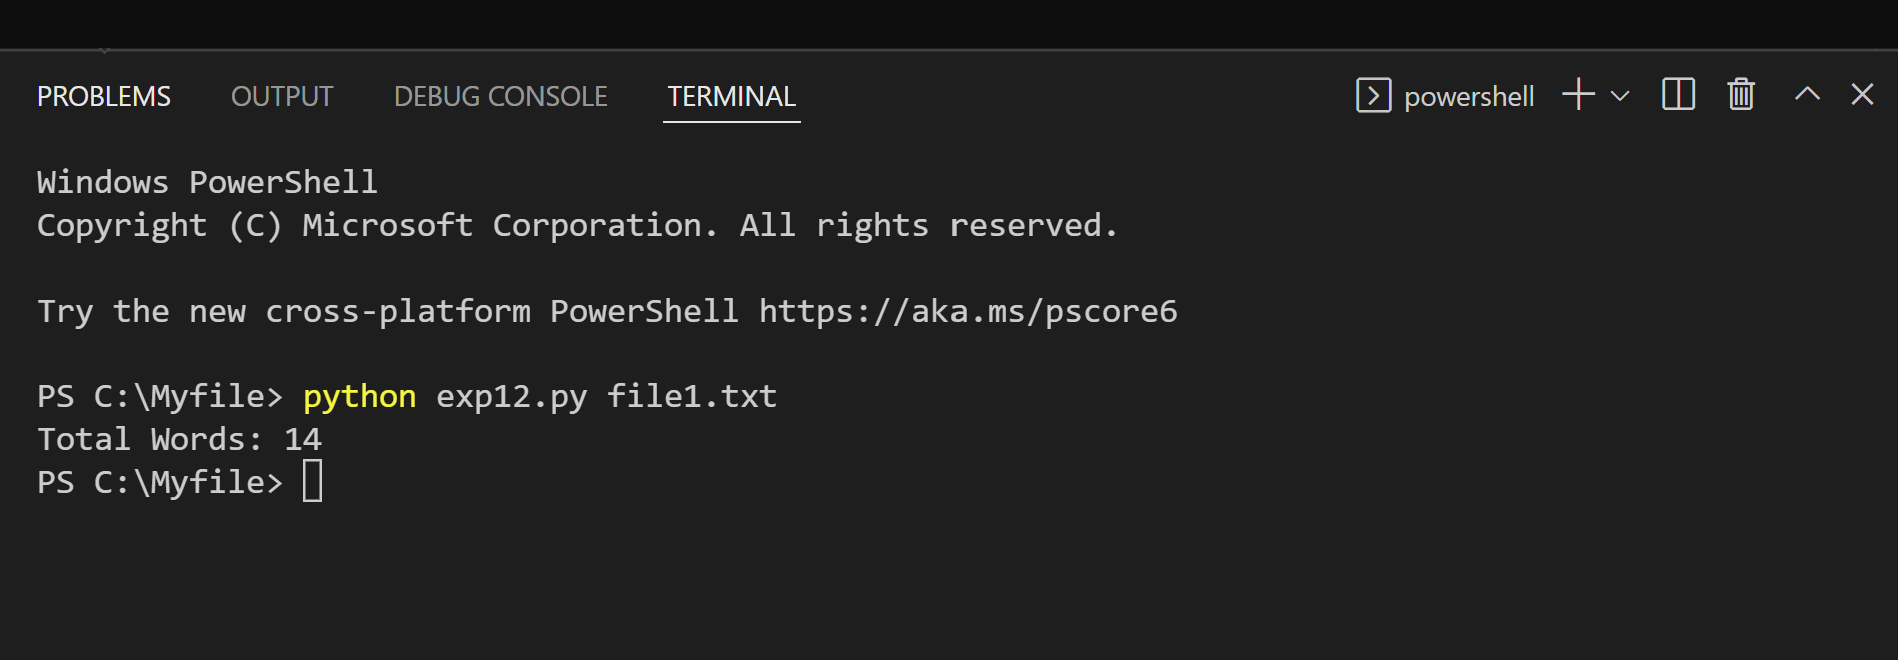 PROBLEMS OUTPUT DEBUG CONSOLE TERMINAL powershell
Windows PowerShell
Copyright (C) Microsoft Corporation. All rights reserved.
Try the new cross-platform PowerShell https://aka.ms/pscore6
PS C:\Myfile> python exp12.py file1.txt
Total Words: 14
PS C:\Myfile>